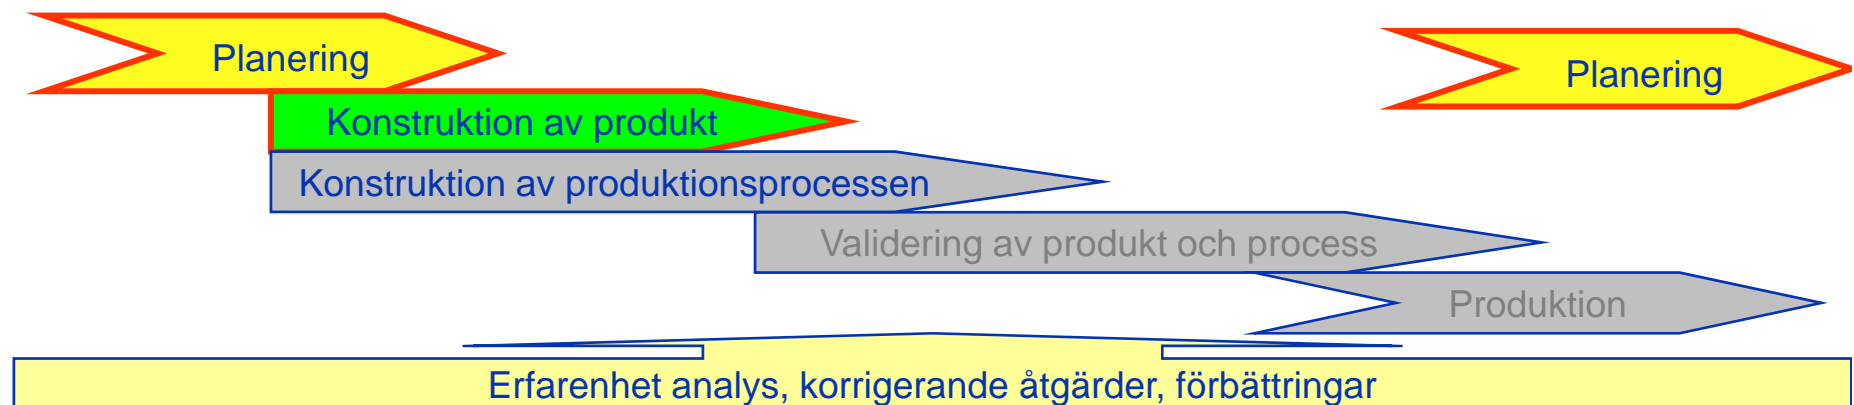 Planering
Planering
Konstruktion av produkt
Konstruktion av produktionsprocessen
Validering av produkt och process
Produktion
Erfarenhet analys, korrigerande åtgärder, förbättringar